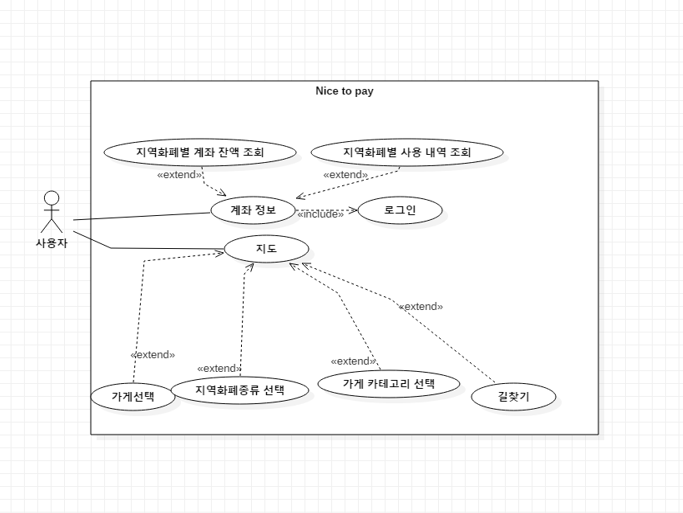 Nice to pay
지역화폐별 계좌 잔액 조회
지역화폐별 사용 내역 조회
«extend»
«extend»
계좌 정보
«include»
로그인
사용자
지도
«extend»
«extend»
«extend»
«extend»
가게선택
지역화폐종류 선택
가게 카테고리 선택
길찾기